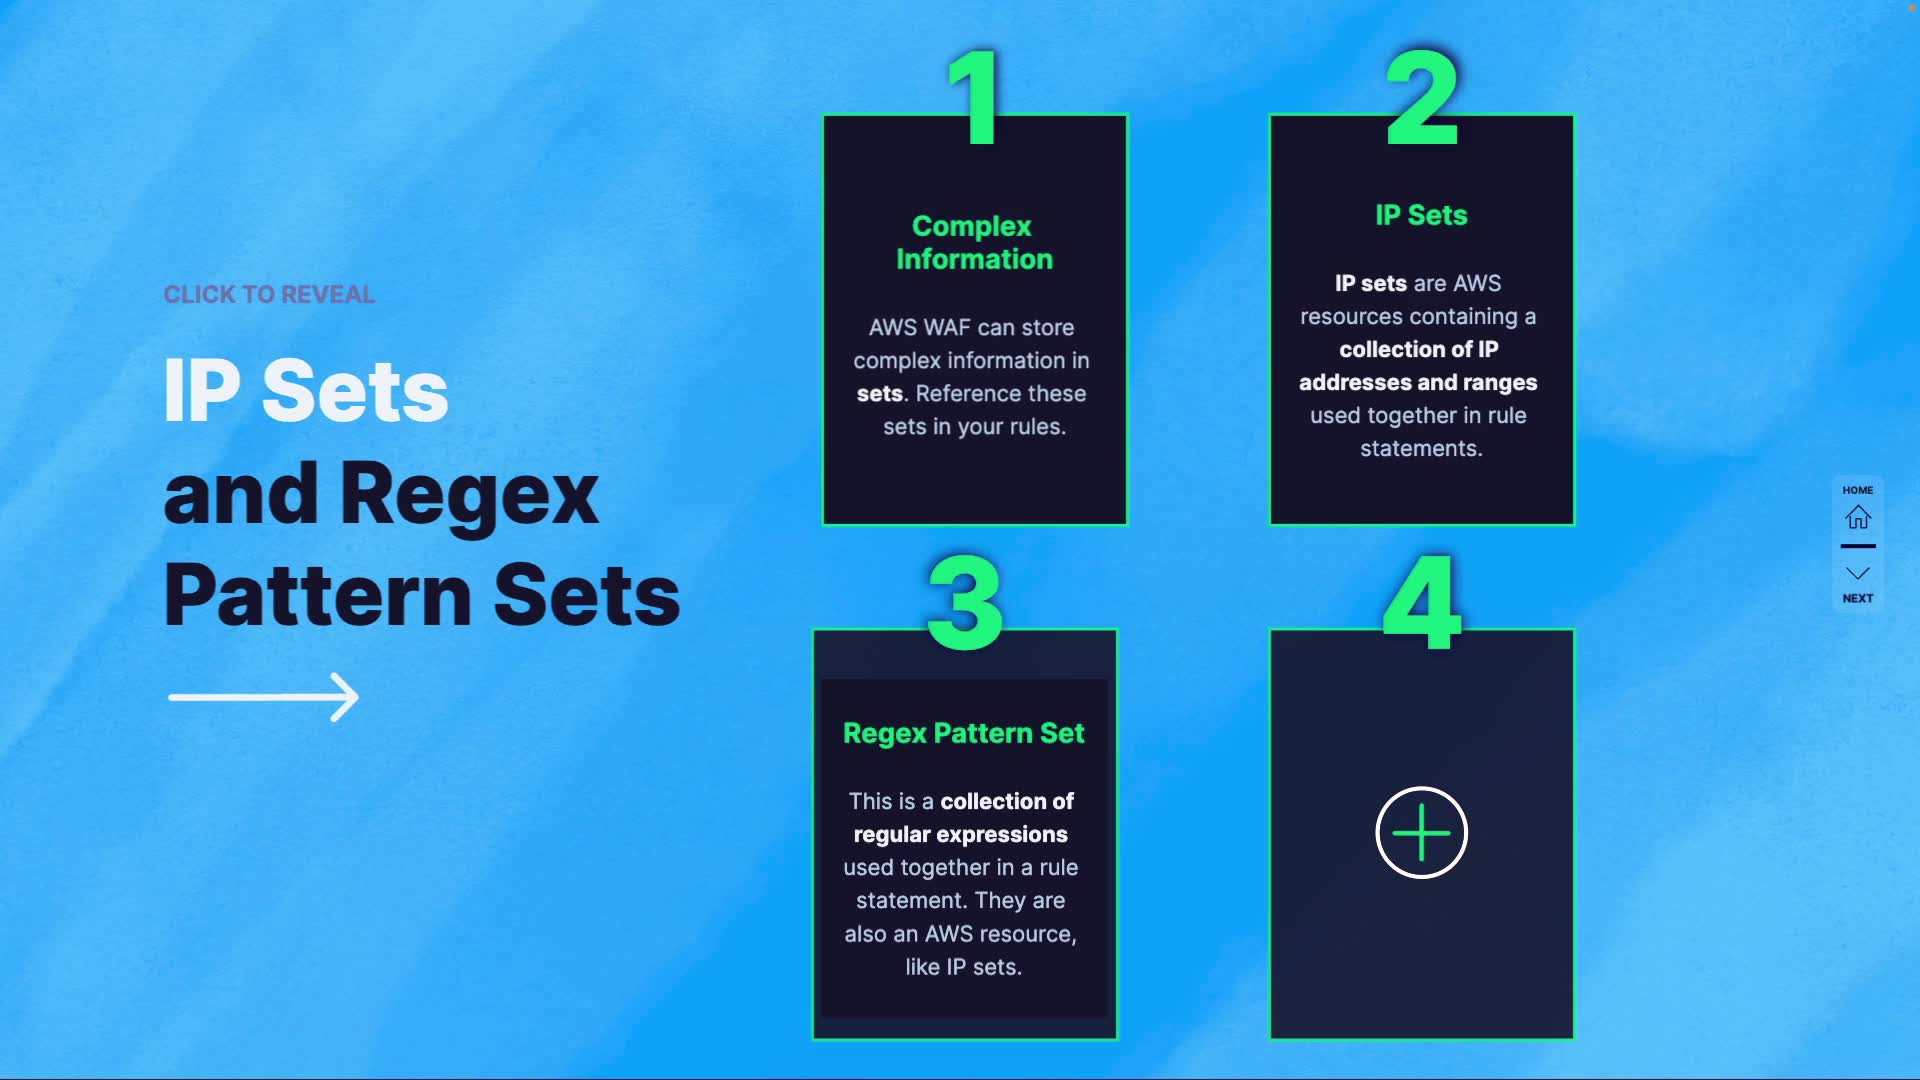 CLICK TO REVEAL
IP Sets
and Regex
Pattern Sets
1
Complex
Information
AWS WAF can store
complex information in
sets. Reference these
sets in your rules.
2
IP Sets
IP sets are AWS
resources containing a
collection of IP
addresses and ranges
used together in rule
statements.
3
Regex Pattern Set
This is a collection of
regular expressions
used together in a rule
statement. They are
also an AWS resource,
like IP sets.
4
HOME
NEXT